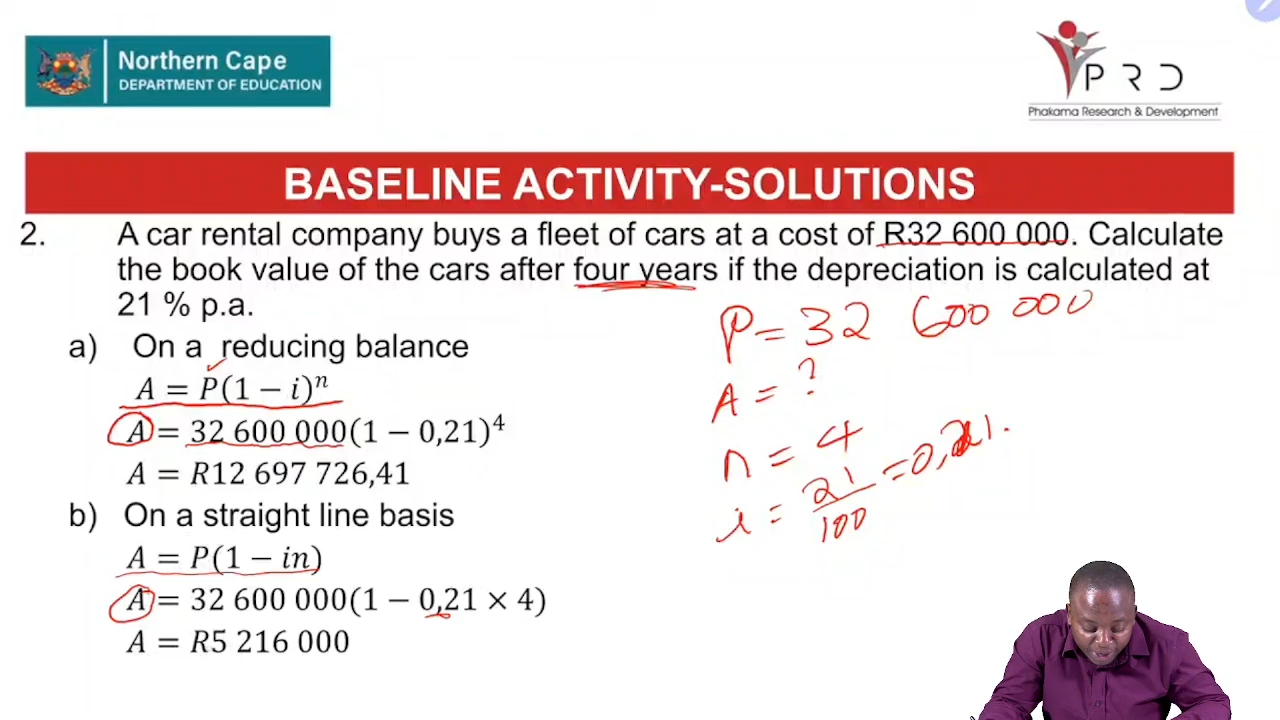 Northern Cape
DEPARTMENT OF EDUCATION
PRD
Phakama Research & Development
BASELINE ACTIVITY-SOLUTIONS
2. A car rental company buys a fleet of cars at a cost of R32 600 000. Calculate
the book value of the cars after four years if the depreciation is calculated at
21 % p.a.
a) On a reducing balance
A = P(1 − i)ⁿ
A = 32 600 000(1 − 0,21)⁴
A = R12 697 726,41
b) On a straight line basis
A = P(1 − in)
A = 32 600 000(1 − 0,21 × 4)
A = R5 216 000
P = 32 600 000
A = ?
n = 4
i = 21/100 = 0,21.